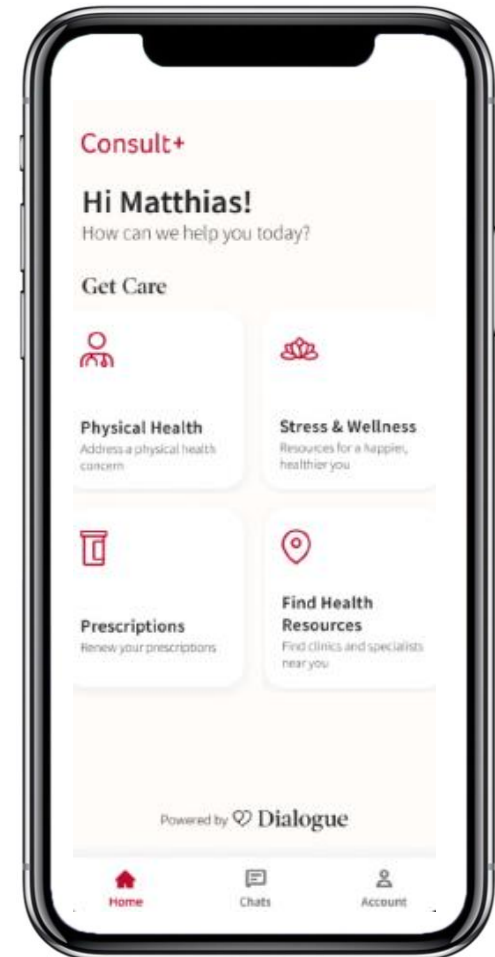 Consult+
Hi Matthias!
How can we help you today?
Get Care
Physical Health
Address a physical health
concern
Stress & Wellness
Resources for a happier,
healthier you
Prescriptions
Renew your prescriptions
Find Health
Resources
Find clinics and specialists
near you
Powered by Dialogue
Home
Chats
Account